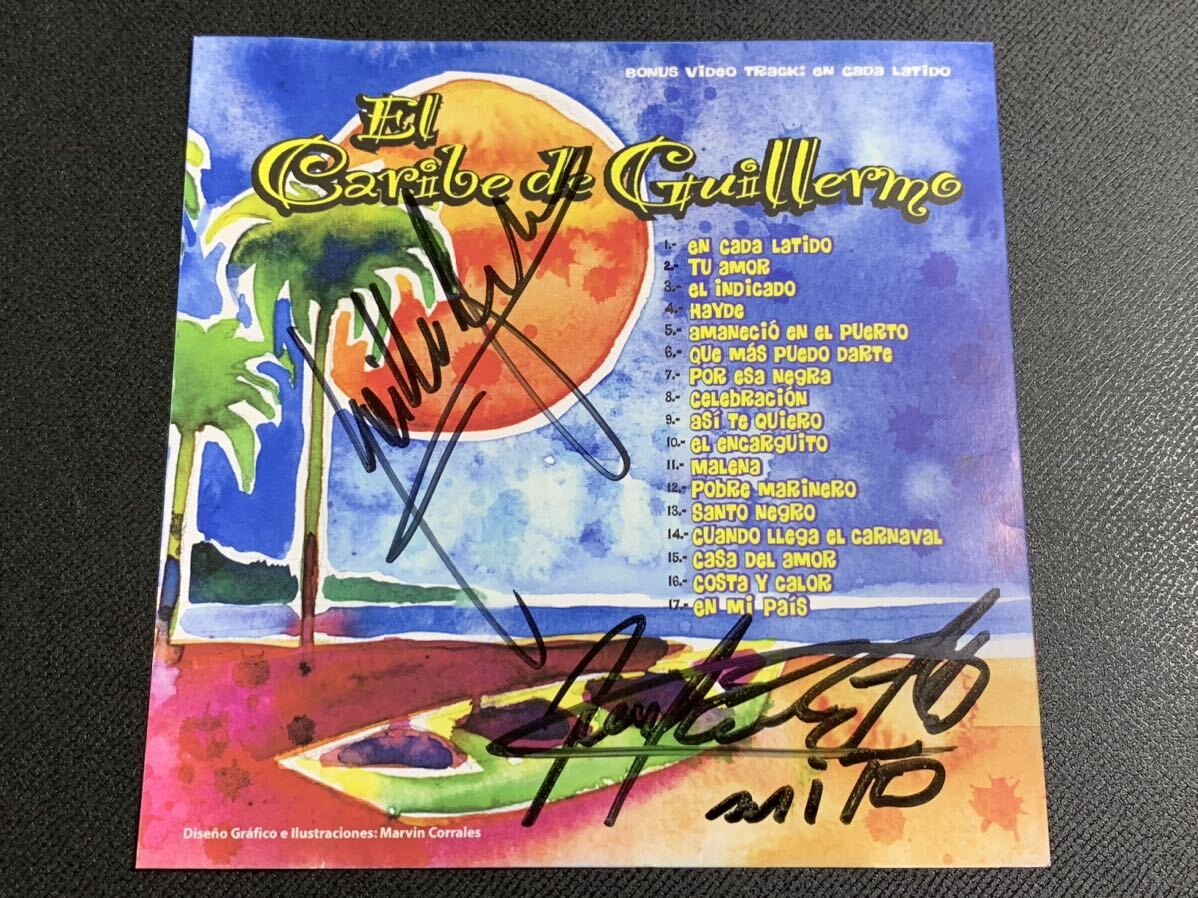 BONUS VIDEO TRACK: EN CADA LATIDO
El
Caribe de Guillermo
1.- EN CADA LATIDO
2.- TU AMOR
3.- EL INDICADO
4.- HAYDE
5.- AMANECIÓ EN EL PUERTO
6.- QUE MÁS PUEDO DARTE
7.- POR ESA NEGRA
8.- CELEBRACIÓN
9.- ASÍ TE QUIERO
10.- EL ENCARGUITO
11.- MALENA
12.- POBRE MARINERO
13.- SANTO NEGRO
14.- CUANDO LLEGA EL CARNAVAL
15.- CASA DEL AMOR
16.- COSTA Y CALOR
17.- EN MI PAÍS
MiTO
Diseño Gráfico e Ilustraciones: Marvin Corrales